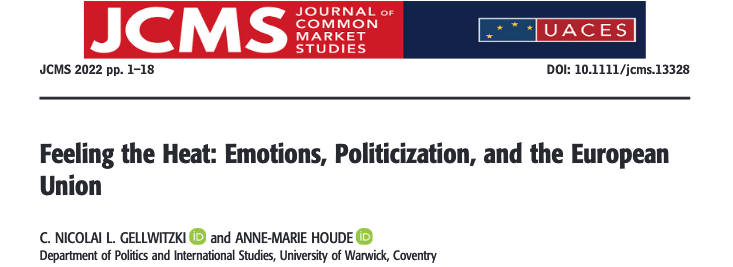 JCMS
JOURNAL OF
COMMON
MARKET
STUDIES
UACES
JCMS 2022 pp. 1–18 DOI: 10.1111/jcms.13328
Feeling the Heat: Emotions, Politicization, and the European
Union
C. NICOLAI L. GELLWITZKI iD and ANNE-MARIE HOUDE iD
Department of Politics and International Studies, University of Warwick, Coventry